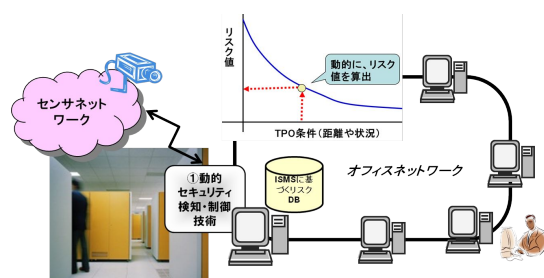 リスク
値
動的に、リスク
値を算出
TPO条件(距離や状況)
センサネット
ワーク
①動的
セキュリティ
検知・制御
技術
ISMSに基
づくリスク
DB
オフィスネットワーク